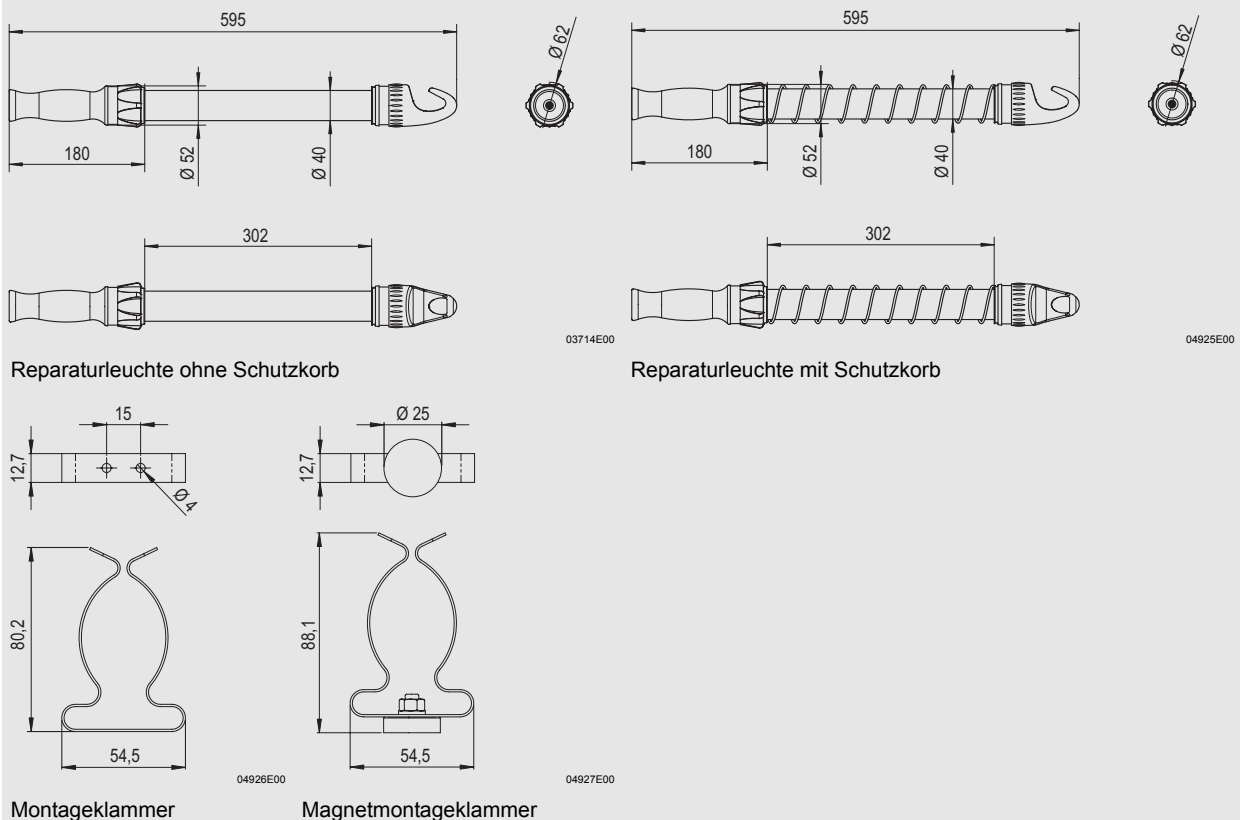 595
Ø 62
180
Ø 52
Ø 40
302
03714E00
Reparaturleuchte ohne Schutzkorb
595
Ø 62
180
Ø 52
Ø 40
302
04925E00
Reparaturleuchte mit Schutzkorb
15
12,7
Ø 4
80,2
54,5
04926E00
Montageklammer
Ø 25
12,7
88,1
54,5
04927E00
Magnetmontageklammer